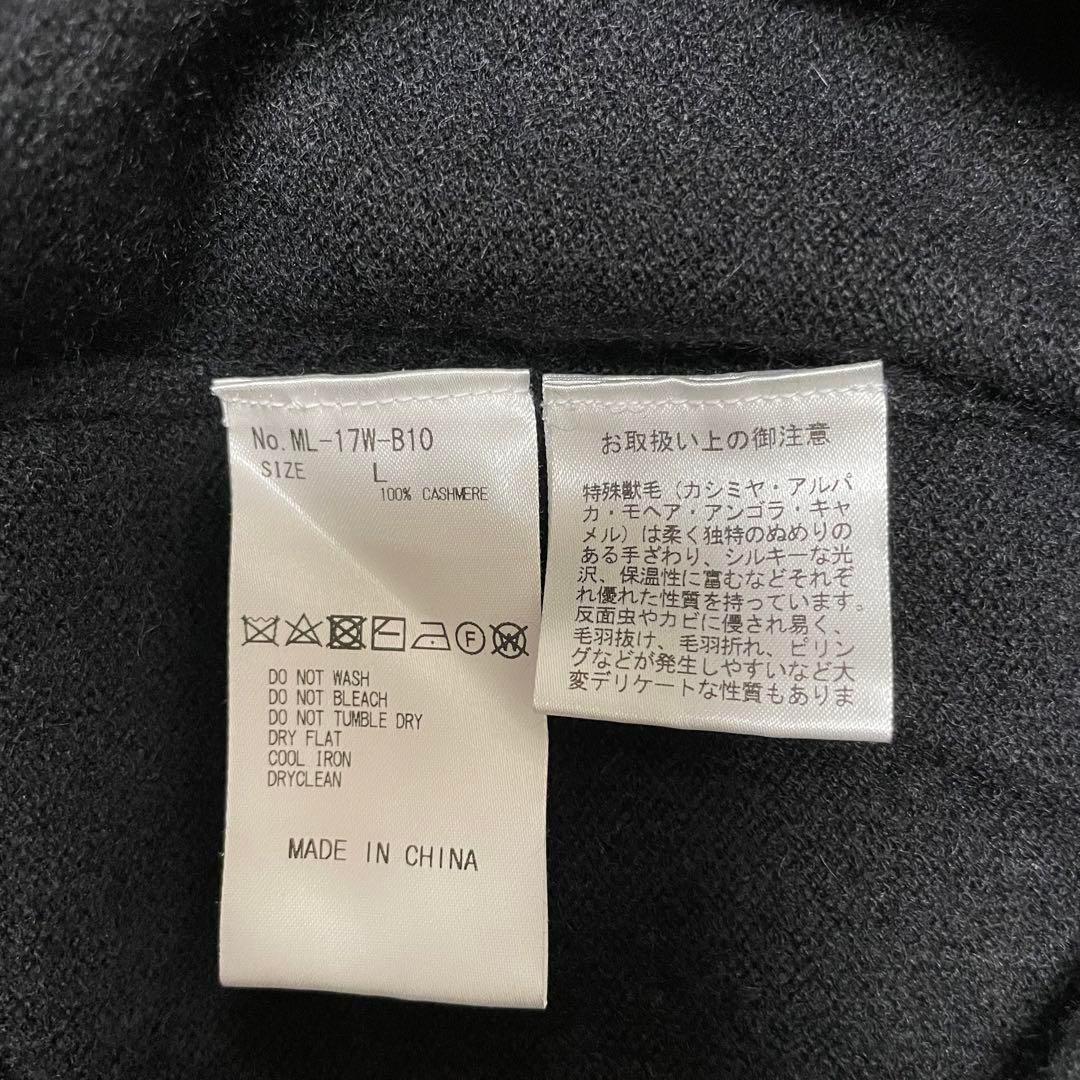 No.ML-17W-B10
SIZE L
100% CASHMERE
F W
DO NOT WASH
DO NOT BLEACH
DO NOT TUMBLE DRY
DRY FLAT
COOL IRON
DRYCLEAN
MADE IN CHINA
お取扱い上の御注意
特殊獣毛（カシミヤ・アルパ
カ・モヘア・アンゴラ・キャ
メル）は柔く独特のぬめりの
ある手ざわり、シルキーな光
沢、保温性に富むなどそれぞ
れ優れた性質を持っています。
反面虫やカビに侵され易く、
毛羽抜け、毛羽折れ、ピリン
グなどが発生しやすいなど大
変デリケートな性質もありま